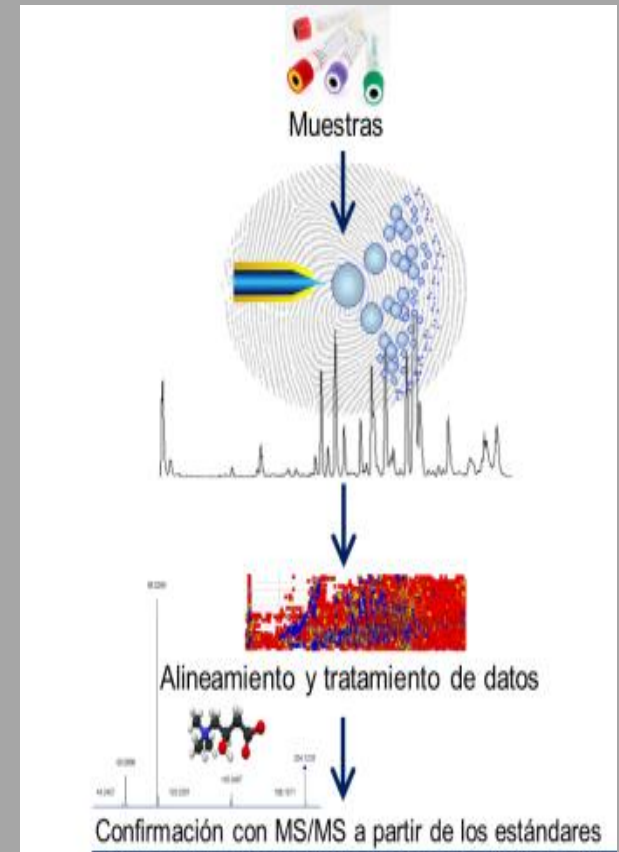 Muestras
Alineamiento y tratamiento de datos
Confirmación con MS/MS a partir de los estándares